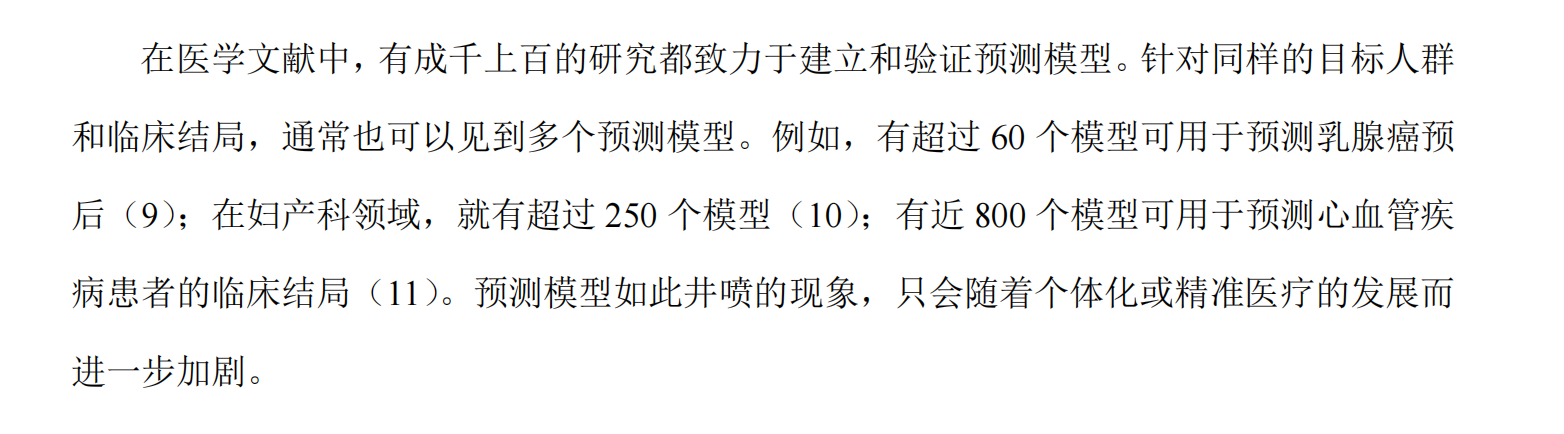 在医学文献中，有成千上百的研究都致力于建立和验证预测模型。针对同样的目标人群
和临床结局，通常也可以见到多个预测模型。例如，有超过 60 个模型可用于预测乳腺癌预
后（9）；在妇产科领域，就有超过 250 个模型（10）；有近 800 个模型可用于预测心血管疾
病患者的临床结局（11）。预测模型如此井喷的现象，只会随着个体化或精准医疗的发展而
进一步加剧。